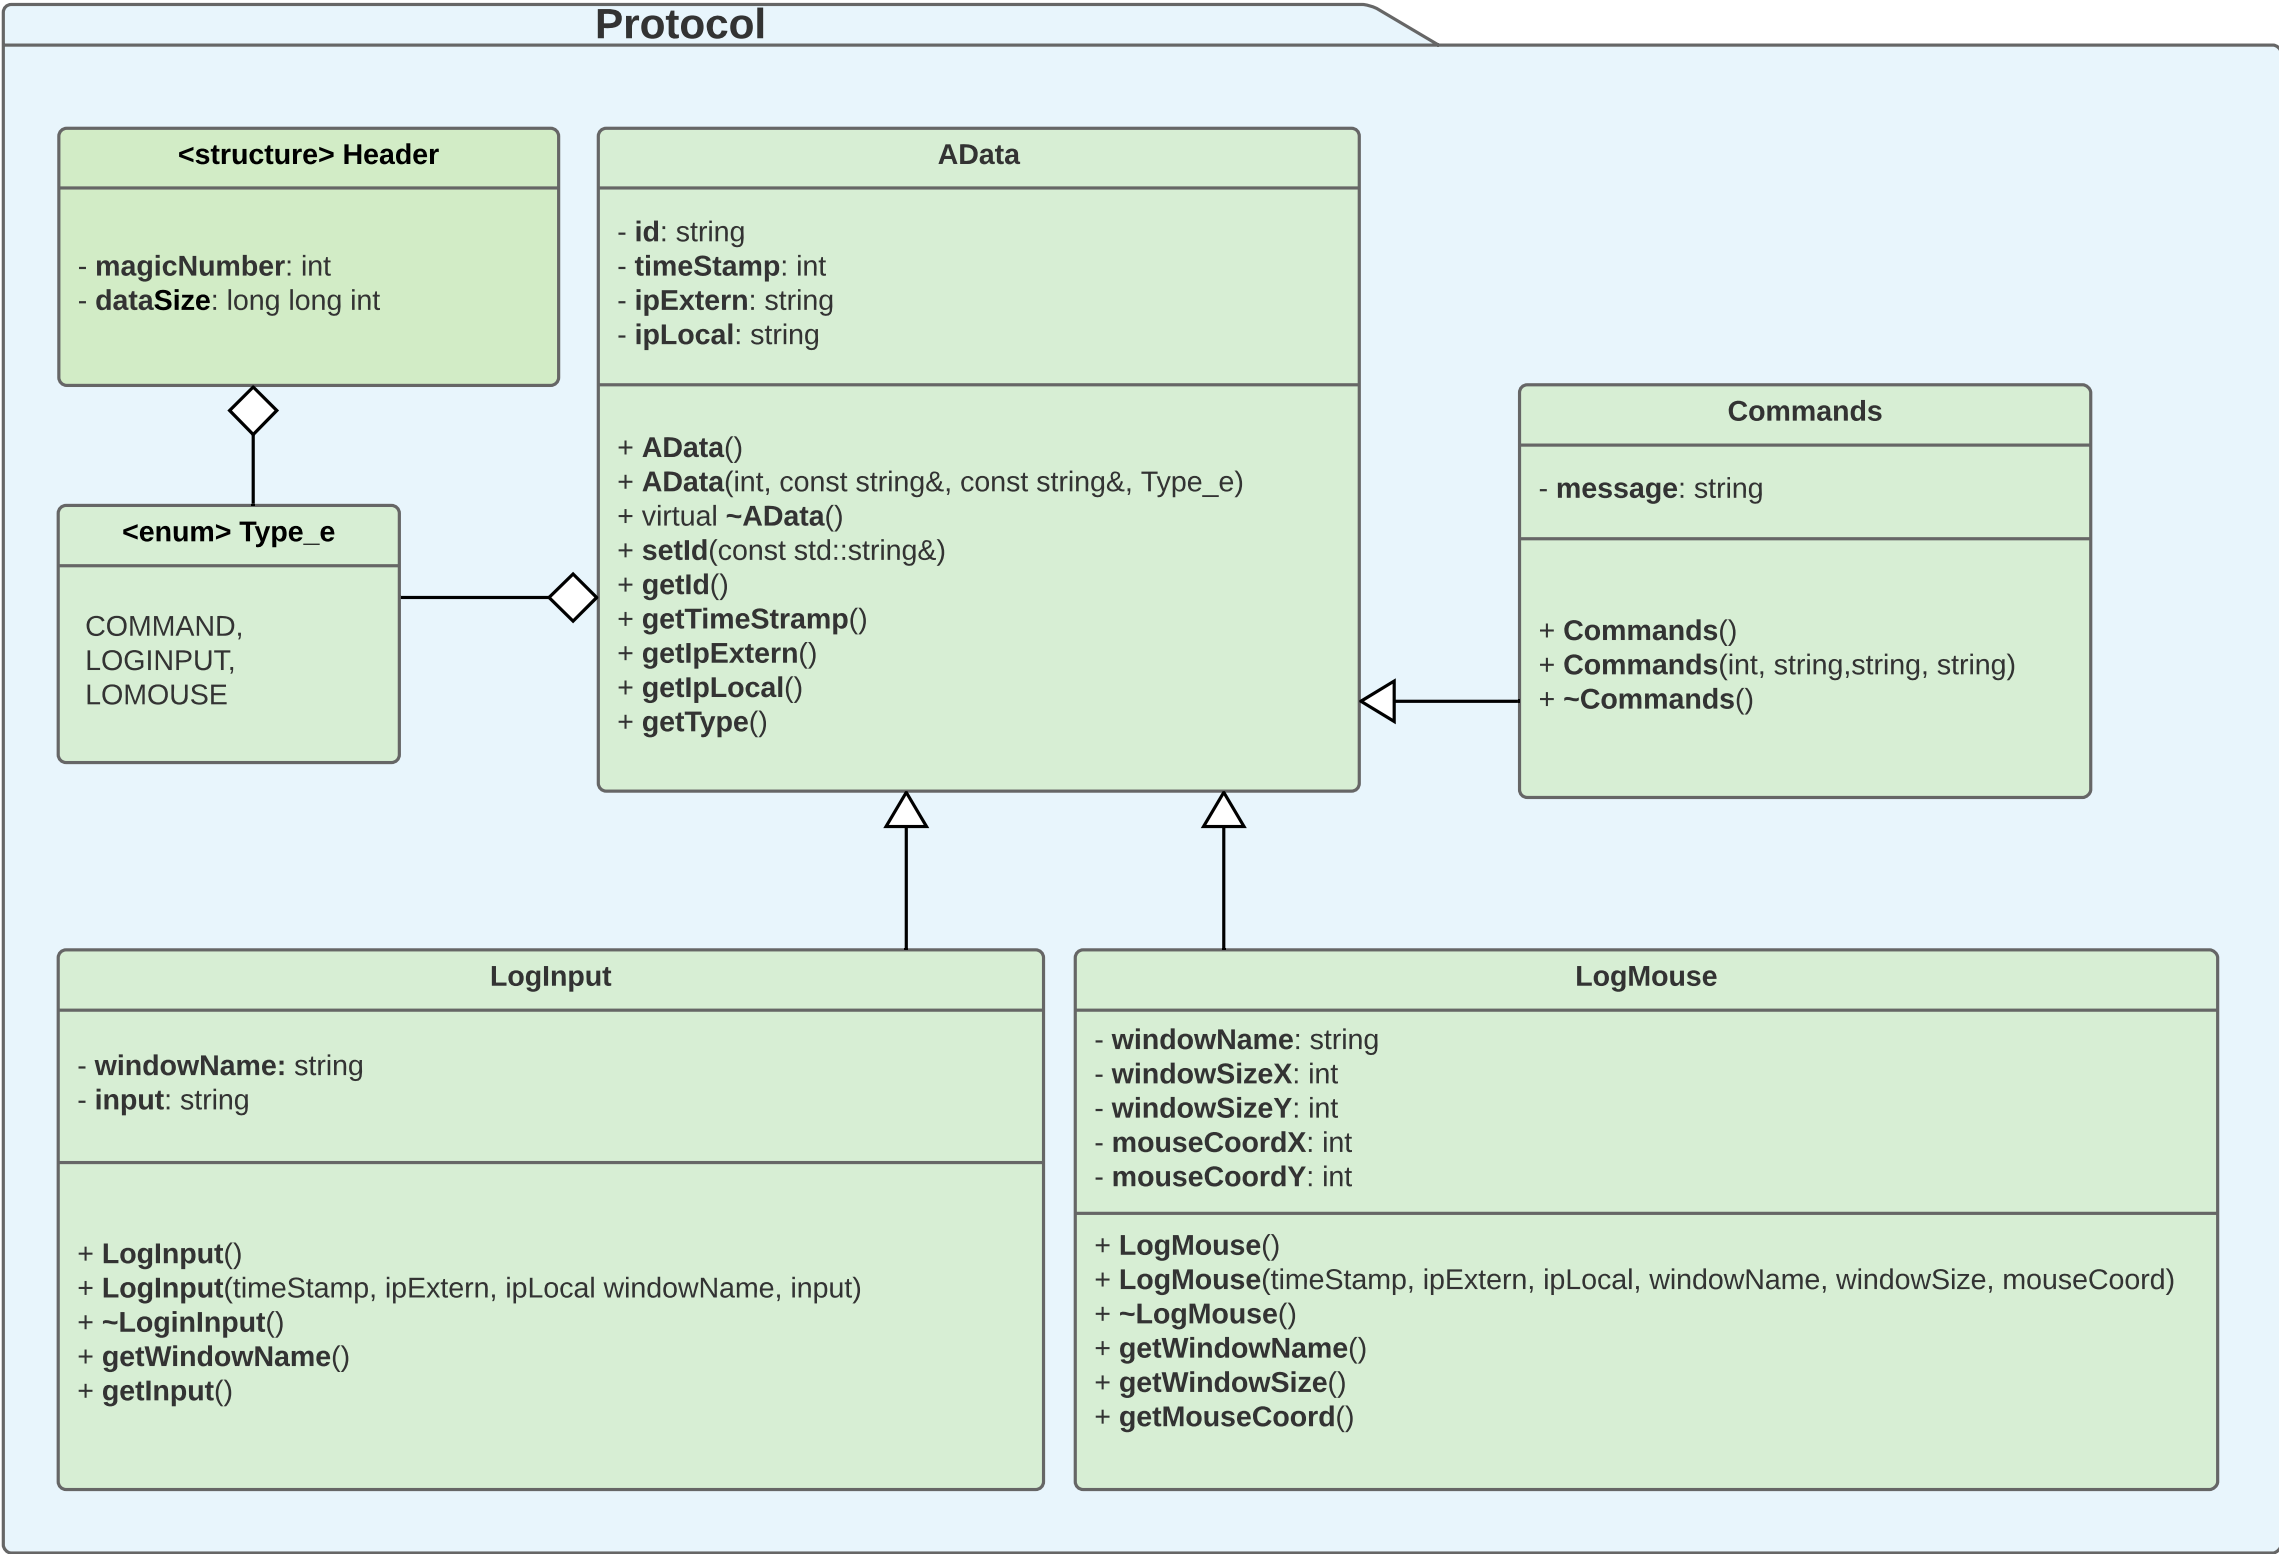 Protocol
<structure> Header
- magicNumber: int
- dataSize: long long int
AData
- id: string
- timeStamp: int
- ipExtern: string
- ipLocal: string
+ AData()
+ AData(int, const string&, const string&, Type_e)
+ virtual ~AData()
+ setId(const std::string&)
+ getId()
+ getTimeStramp()
+ getIpExtern()
+ getIpLocal()
+ getType()
<enum> Type_e
COMMAND,
LOGINPUT,
LOMOUSE
Commands
- message: string
+ Commands()
+ Commands(int, string,string, string)
+ ~Commands()
LogInput
- windowName: string
- input: string
+ LogInput()
+ LogInput(timeStamp, ipExtern, ipLocal windowName, input)
+ ~LoginInput()
+ getWindowName()
+ getInput()
LogMouse
- windowName: string
- windowSizeX: int
- windowSizeY: int
- mouseCoordX: int
- mouseCoordY: int
+ LogMouse()
+ LogMouse(timeStamp, ipExtern, ipLocal, windowName, windowSize, mouseCoord)
+ ~LogMouse()
+ getWindowName()
+ getWindowSize()
+ getMouseCoord()